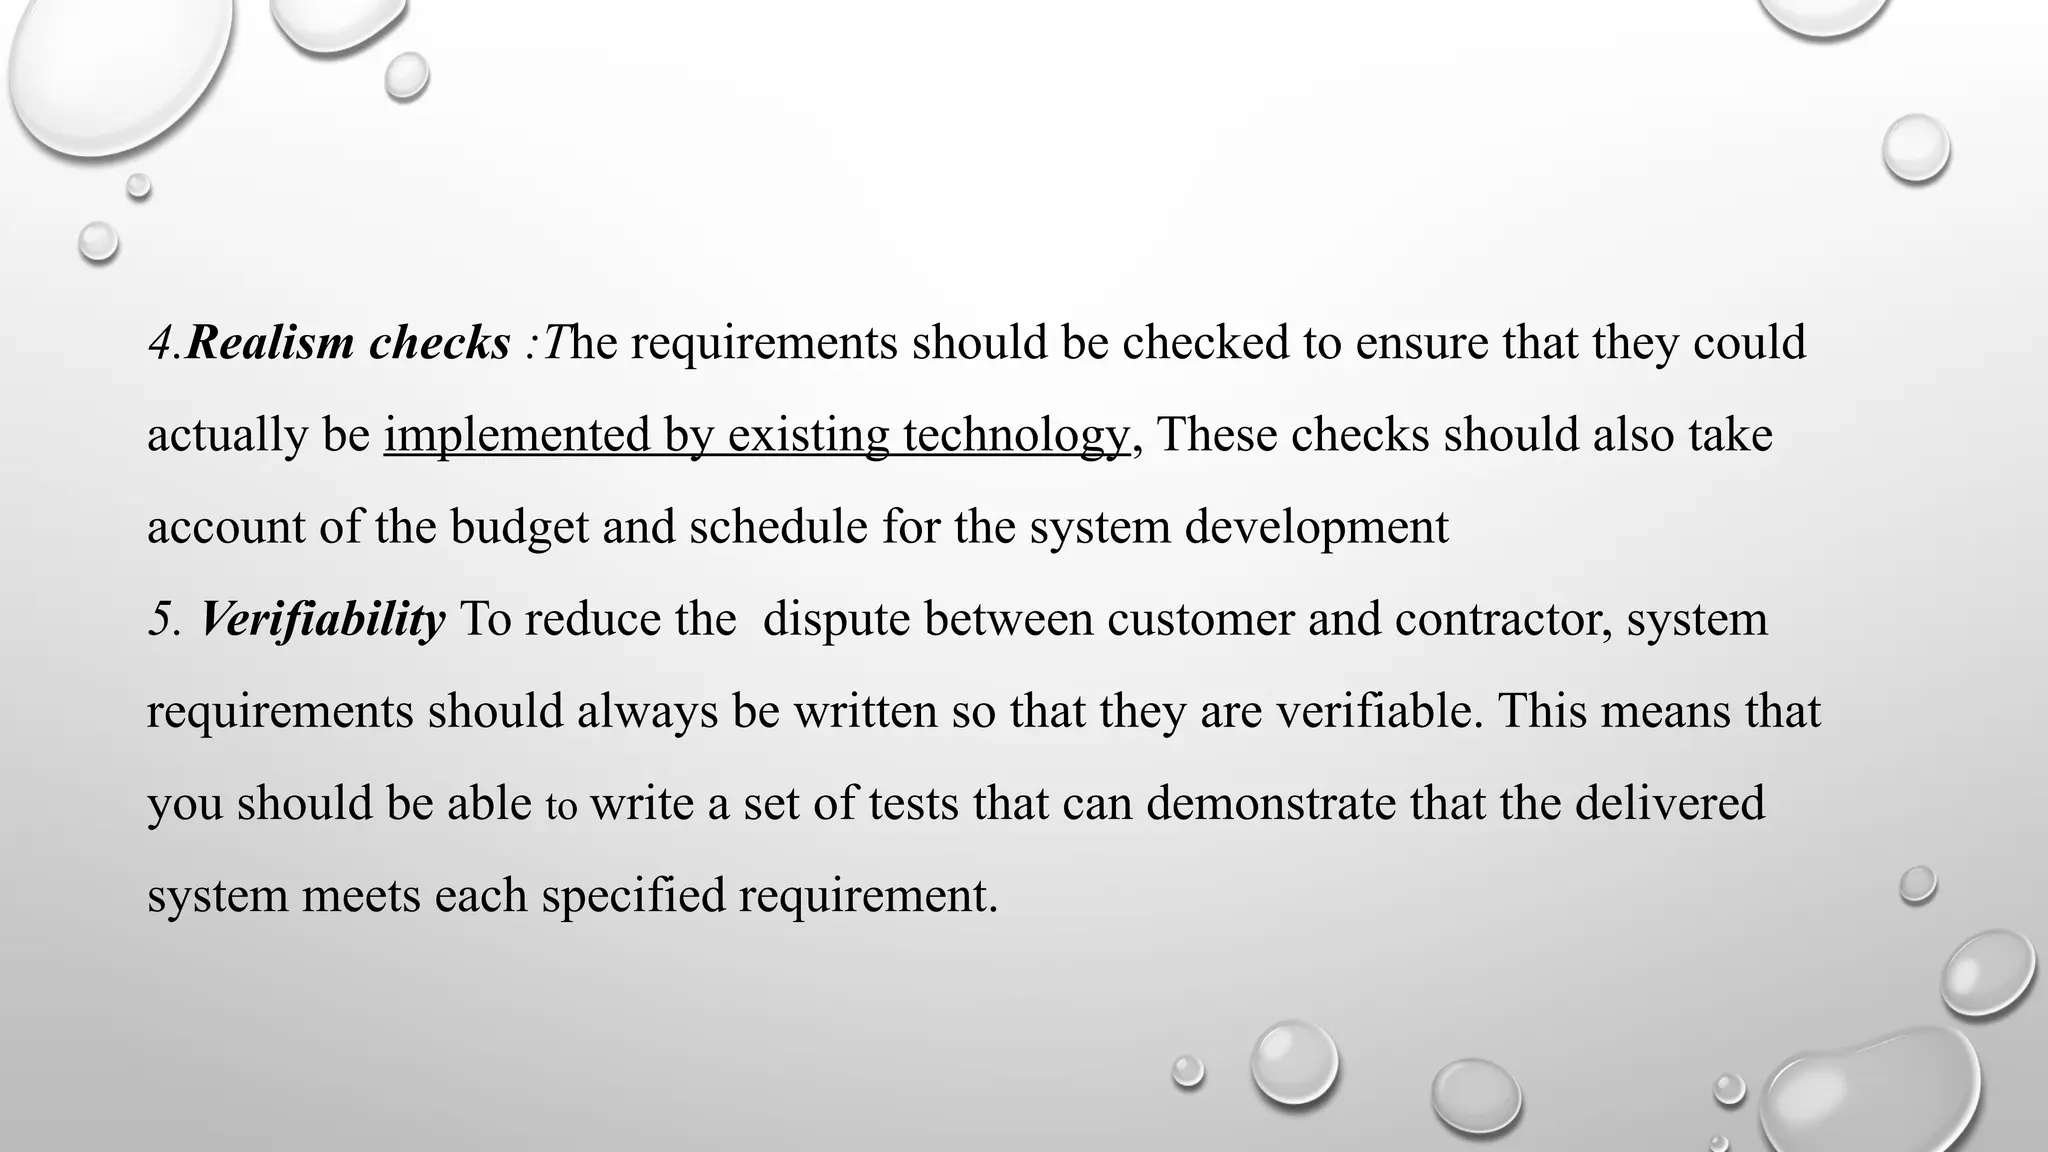 4.Realism checks :The requirements should be checked to ensure that they could
actually be implemented by existing technology, These checks should also take
account of the budget and schedule for the system development
5. Verifiability To reduce the  dispute between customer and contractor, system
requirements should always be written so that they are verifiable. This means that
you should be able to write a set of tests that can demonstrate that the delivered
system meets each specified requirement.